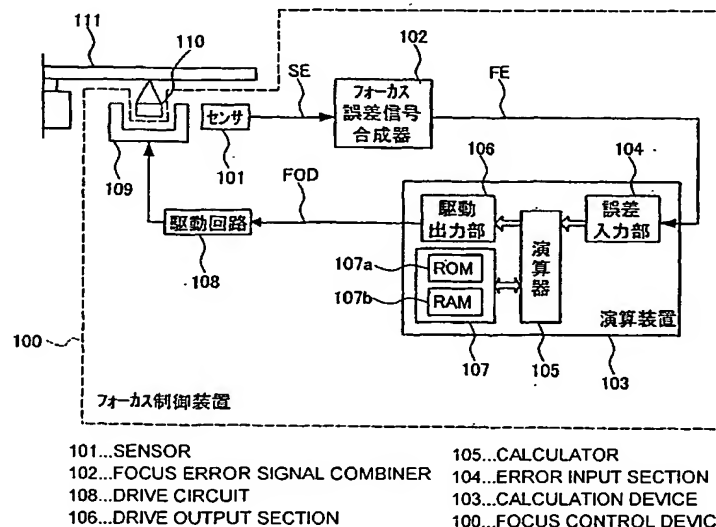 111
110
102
SE
FE
フォーカス
誤差信号
合成器
センサ
101
109
106
104
FOD
駆動
出力部
誤差
入力部
駆動回路
108
演算器
107a
ROM
107b
RAM
演算装置
100
107
105
103
フォーカス制御装置
101...SENSOR
102...FOCUS ERROR SIGNAL COMBINER
108...DRIVE CIRCUIT
106...DRIVE OUTPUT SECTION
105...CALCULATOR
104...ERROR INPUT SECTION
103...CALCULATION DEVICE
100...FOCUS CONTROL DEVIC